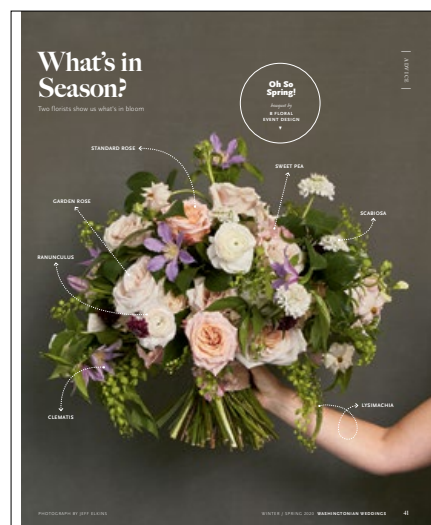 What's in
Season?
Two florists show us what's in bloom
ADVICE
Oh So
Spring!
bouquet by
B FLORAL
EVENT DESIGN
STANDARD ROSE
SWEET PEA
GARDEN ROSE
SCABIOSA
RANUNCULUS
CLEMATIS
LYSIMACHIA
PHOTOGRAPH BY JEFF ELKINS
WINTER / SPRING 2022 WASHINGTONIAN WEDDINGS 41